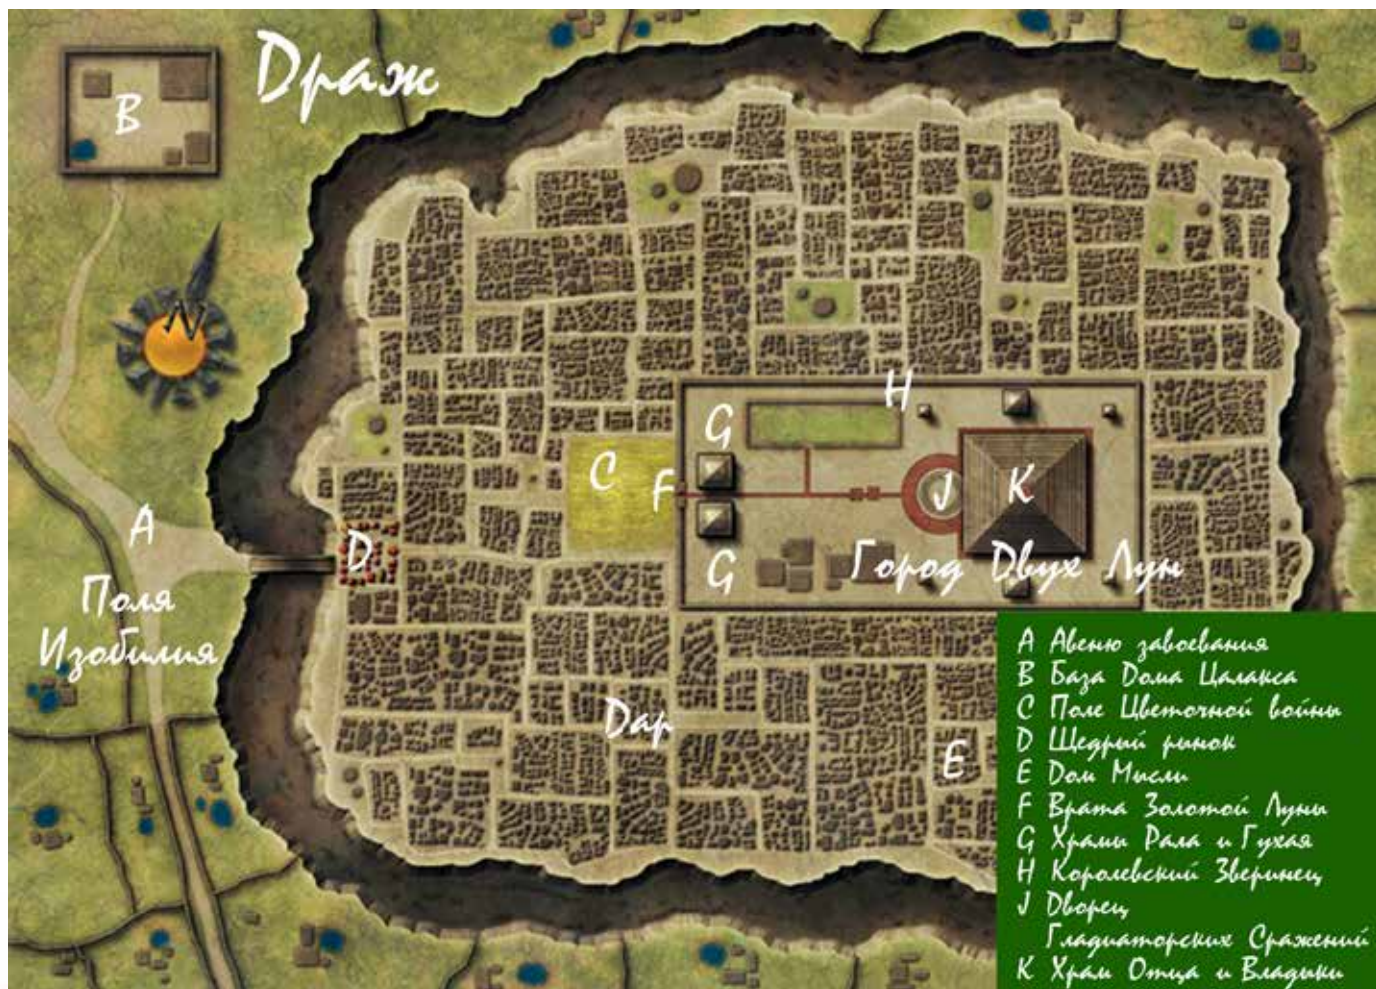 Драж
B
N
H
G
C
F
J
K
A
D
G
Город Двух Лун
Поля
Изобилия
Дар
E
A Авеню завоевания
B База Дома Цалакса
C Поле Цветочной войны
D Щедрый рынок
E Дом Мысли
F Врата Золотой Луны
G Храмы Рала и Гухая
H Королевский Зверинец
J Дворец
Гладиаторских Сражений
K Храм Отца и Владыки